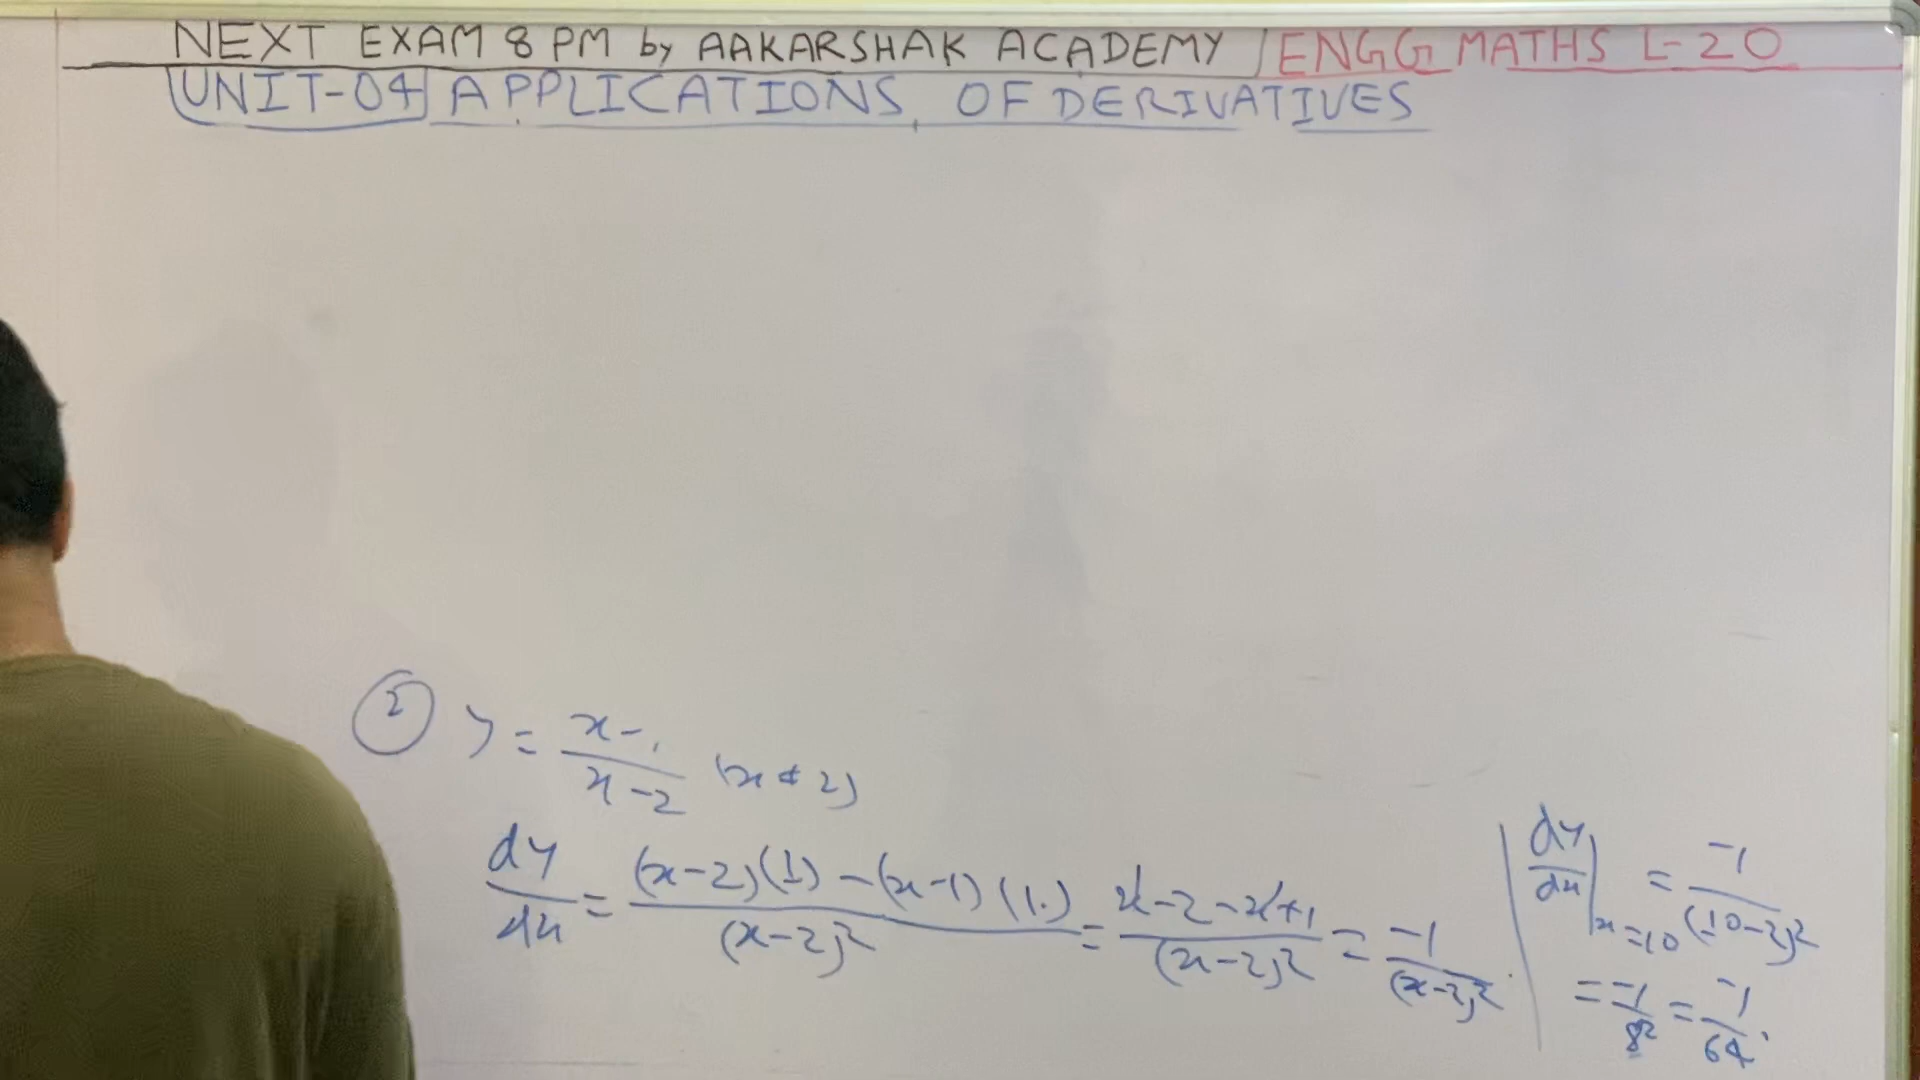 NEXT EXAM 8 PM by AAKARSHAK ACADEMY | ENGG MATHS L-20
UNIT-04 APPLICATIONS OF DERIVATIVES
② y = (x-1)/(x-2) (x≠2)
dy/dx = ((x-2)(1) - (x-1)(1.))/(x-2)² = (x-2-x+1)/(x-2)² = -1/(x-2)²
dy/dx|x=10 = -1/(10-2)²
= -1/8² = -1/64.